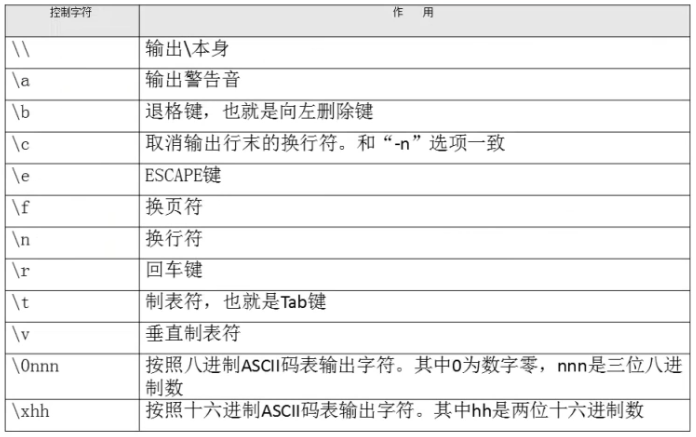 控制字符 作 用
\\ 输出\本身
\a 输出警告音
\b 退格键，也就是向左删除键
\c 取消输出行末的换行符。和“-n”选项一致
\e ESCAPE键
\f 换页符
\n 换行符
\r 回车键
\t 制表符，也就是Tab键
\v 垂直制表符
\0nnn 按照八进制ASCII码表输出字符。其中0为数字零，nnn是三位八进
制数
\xhh 按照十六进制ASCII码表输出字符。其中hh是两位十六进制数